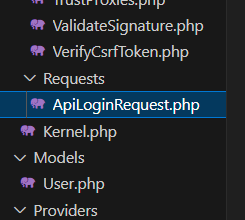 TrustProxies.php
ValidateSignature.php
VerifyCsrfToken.php
Requests
ApiLoginRequest.php
Kernel.php
Models
User.php
Providers